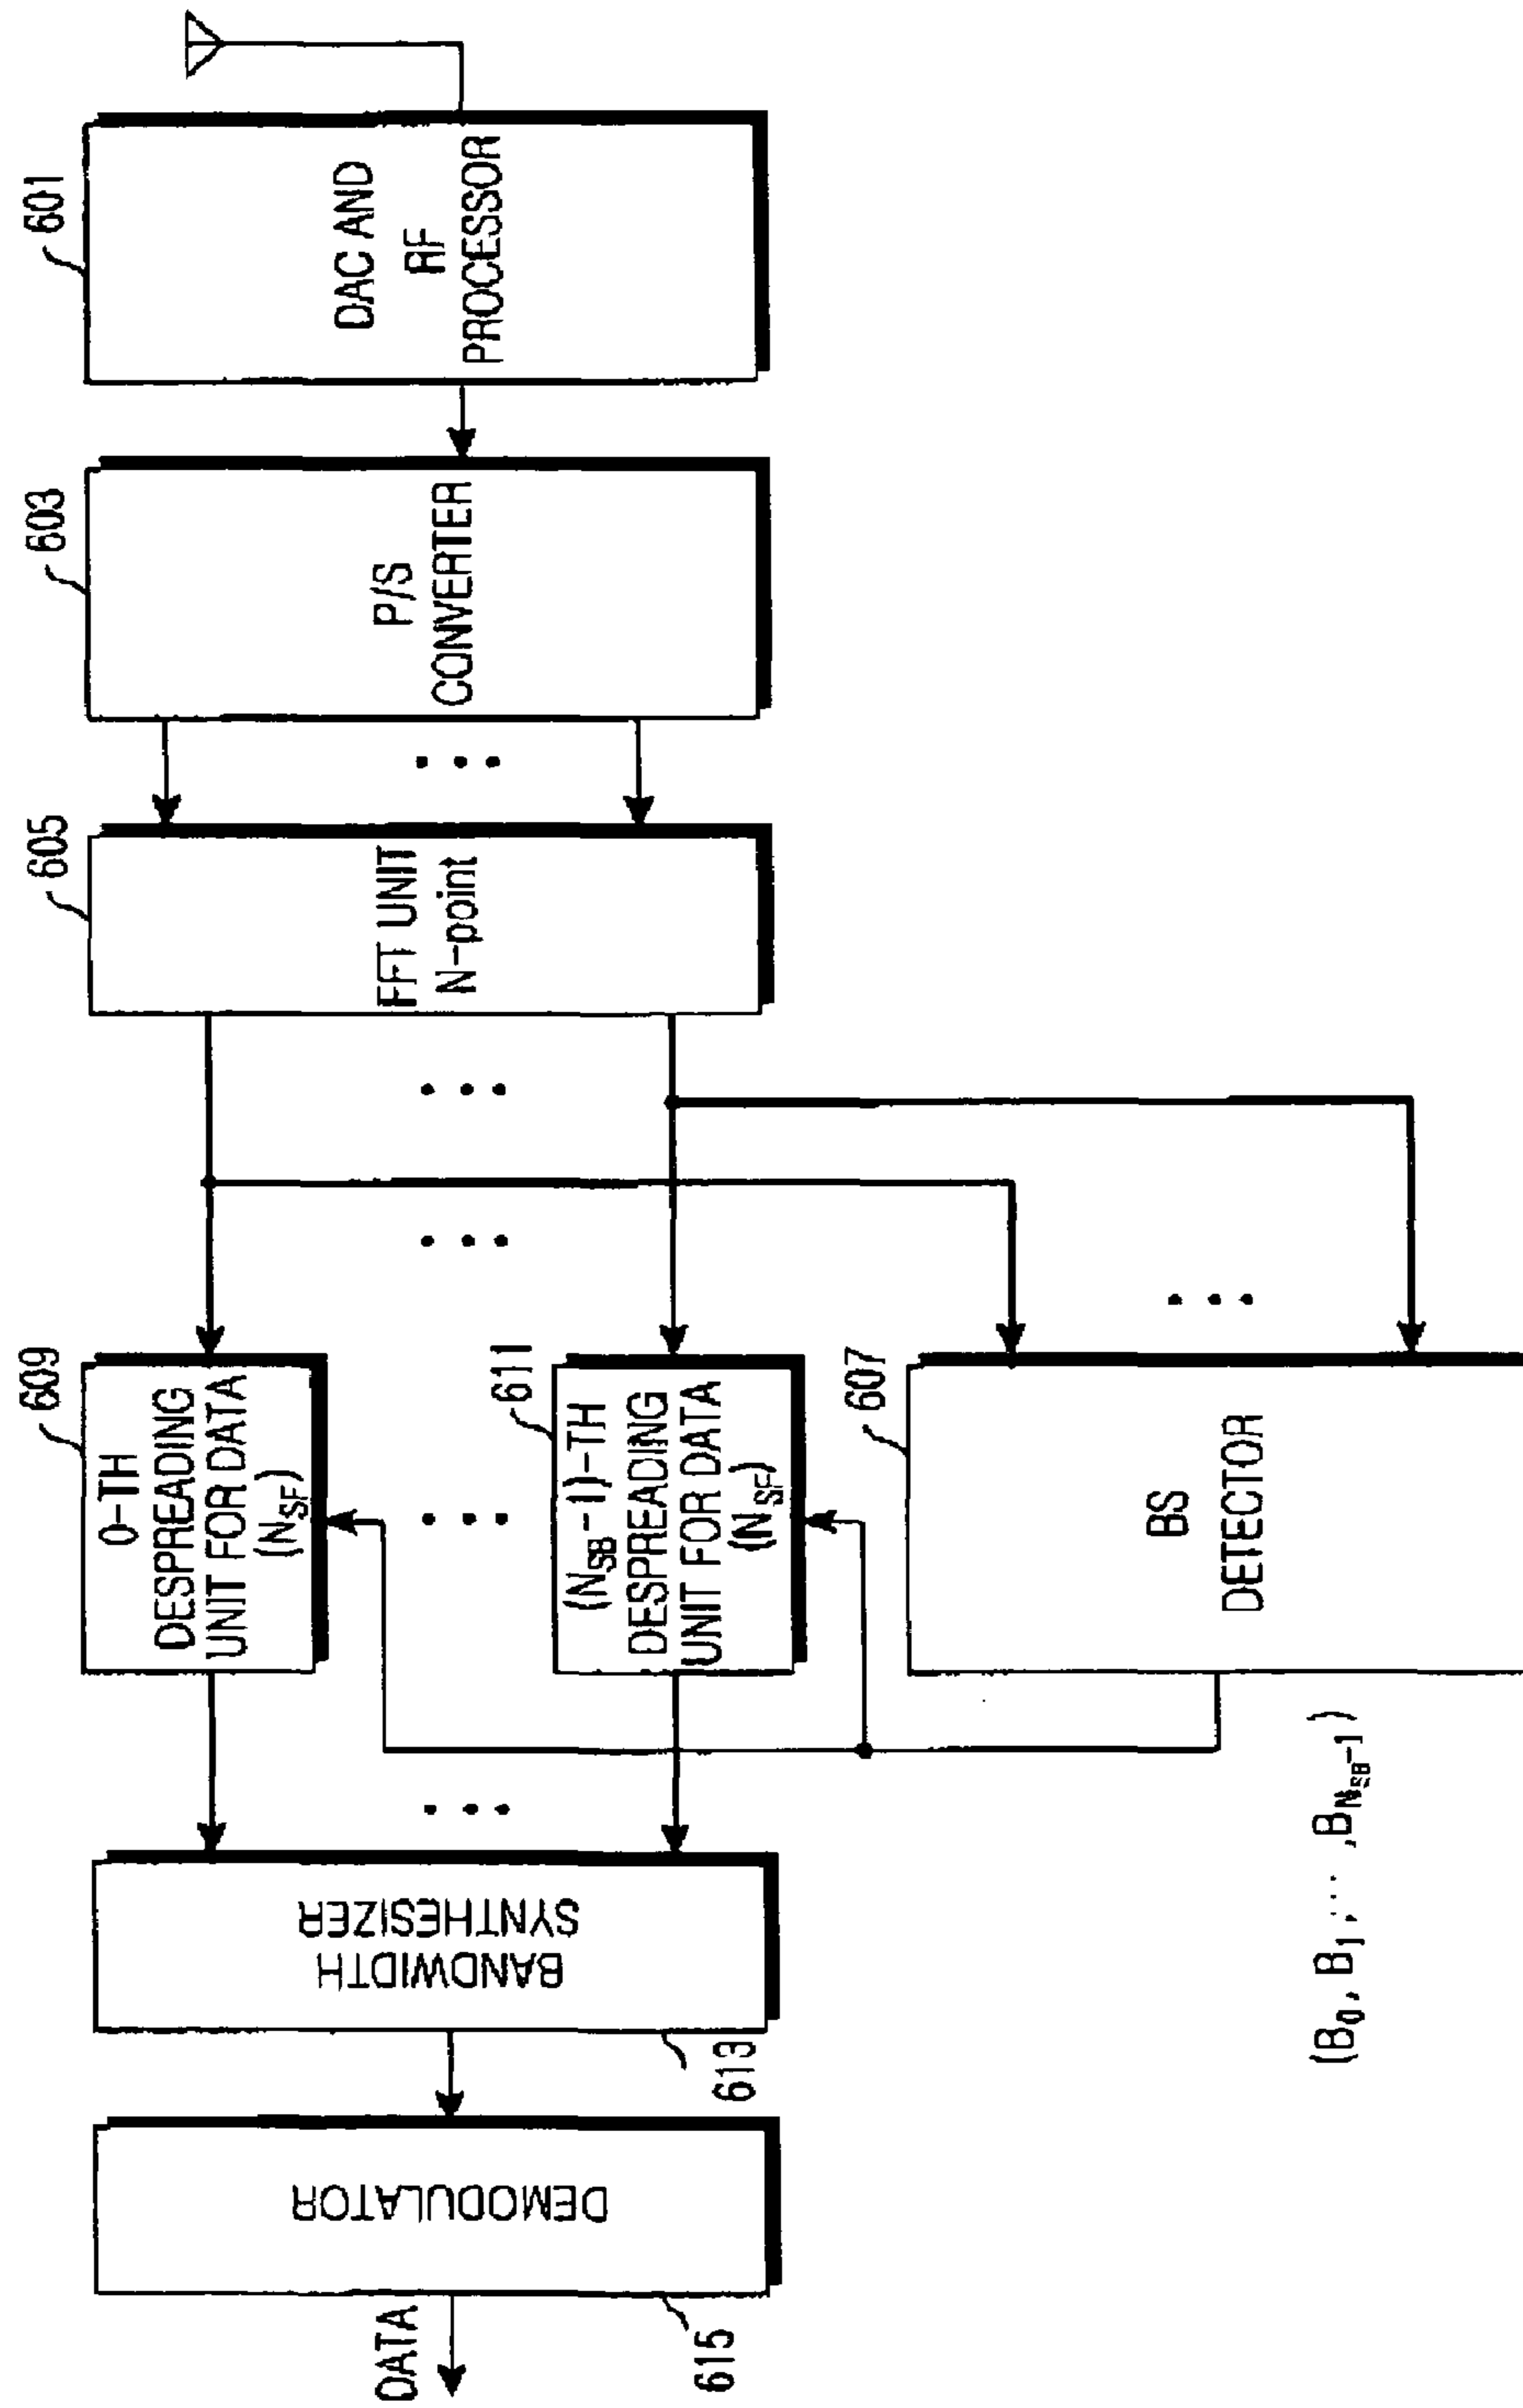 601
DAC AND
RF
PROCESSOR
603
P/S
CONVERTER
605
FFT UNIT
N-point
609
0-TH
DESPREADING
UNIT FOR DATA
(N_SF)
611
(N_SB-1)-TH
DESPREADING
UNIT FOR DATA
(N_SF)
607
BS
DETECTOR
(B_0, B_1, ... ,B_{N_SB-1})
BANDWIDTH
SYNTHESIZER
613
DEMODULATOR
615
DATA